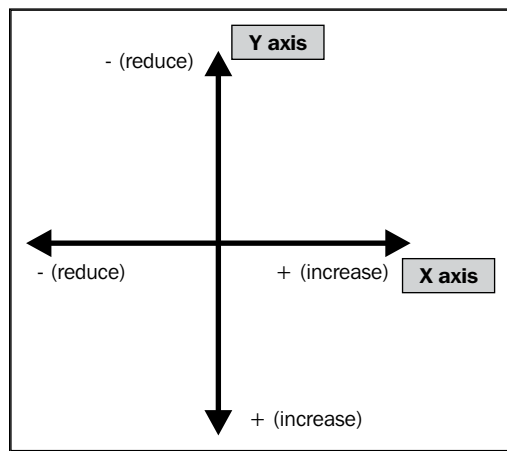 Y axis
- (reduce)
- (reduce)
+ (increase)
X axis
+ (increase)